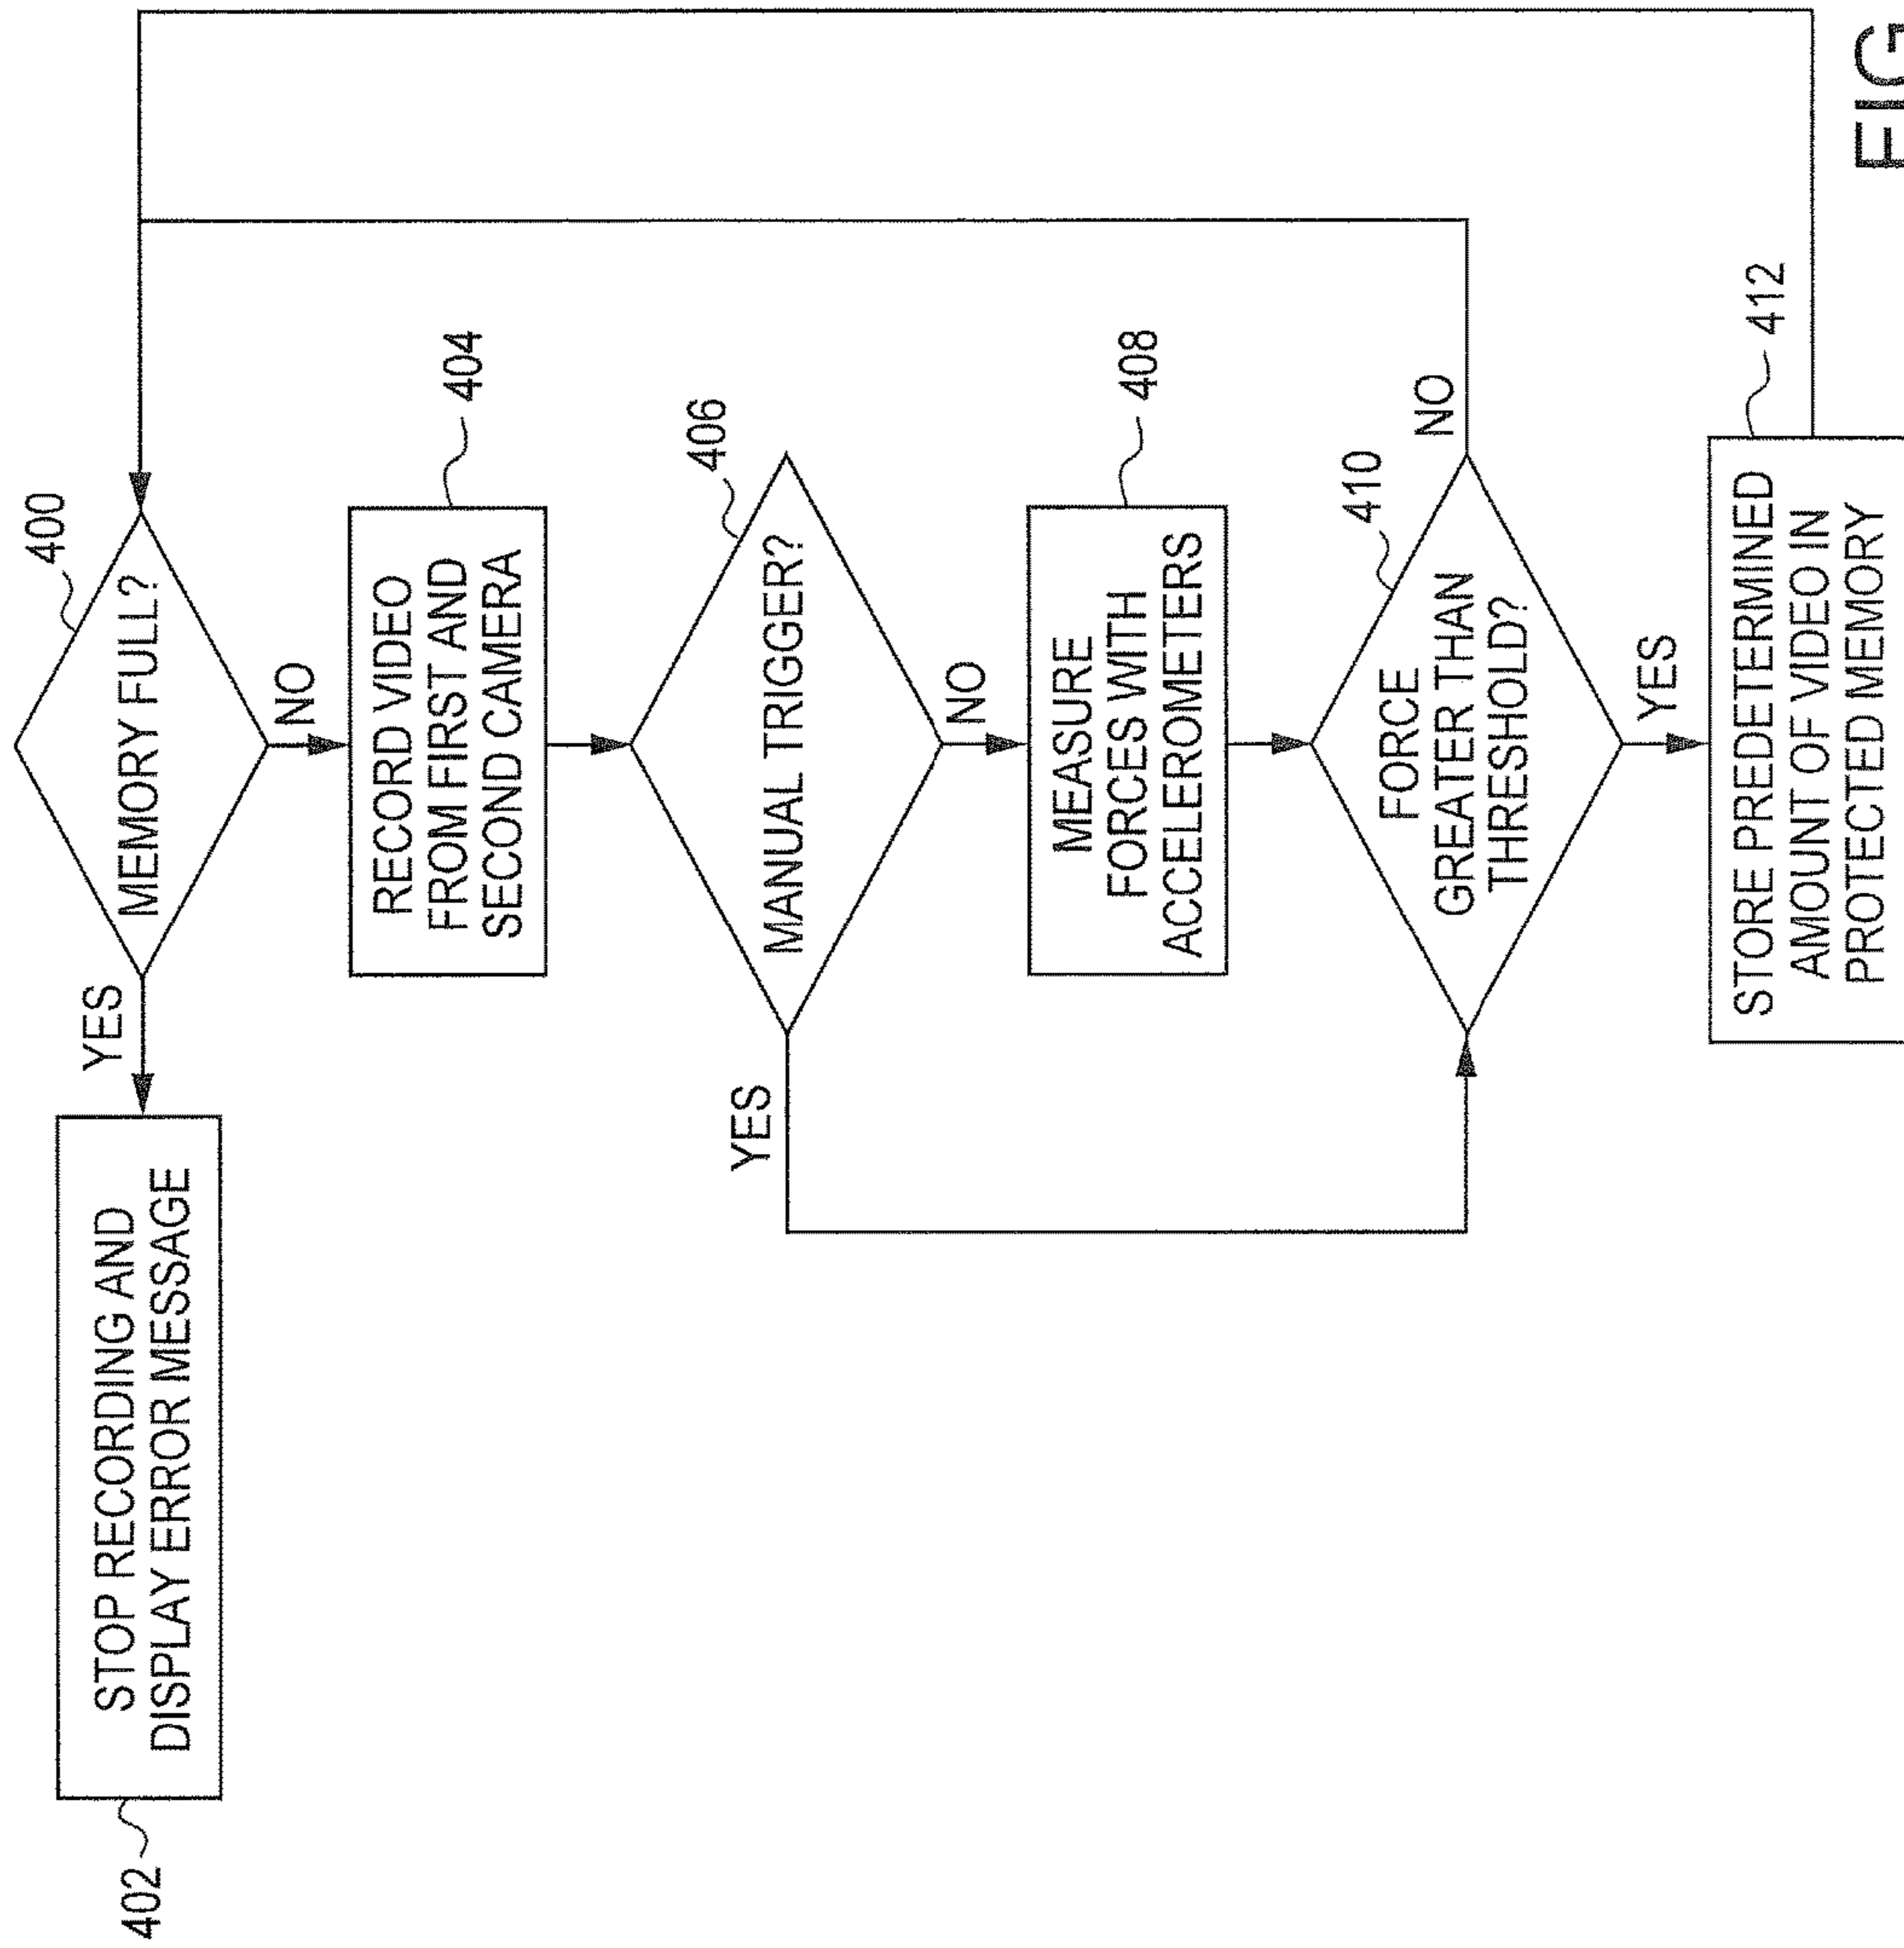 400
MEMORY FULL?
YES
NO
STOP RECORDING AND
DISPLAY ERROR MESSAGE
402
RECORD VIDEO
FROM FIRST AND
SECOND CAMERA
404
MANUAL TRIGGER?
406
YES
NO
MEASURE
FORCES WITH
ACCELEROMETERS
408
FORCE
GREATER THAN
THRESHOLD?
410
NO
YES
STORE PREDETERMINED
AMOUNT OF VIDEO IN
PROTECTED MEMORY
412
FIG